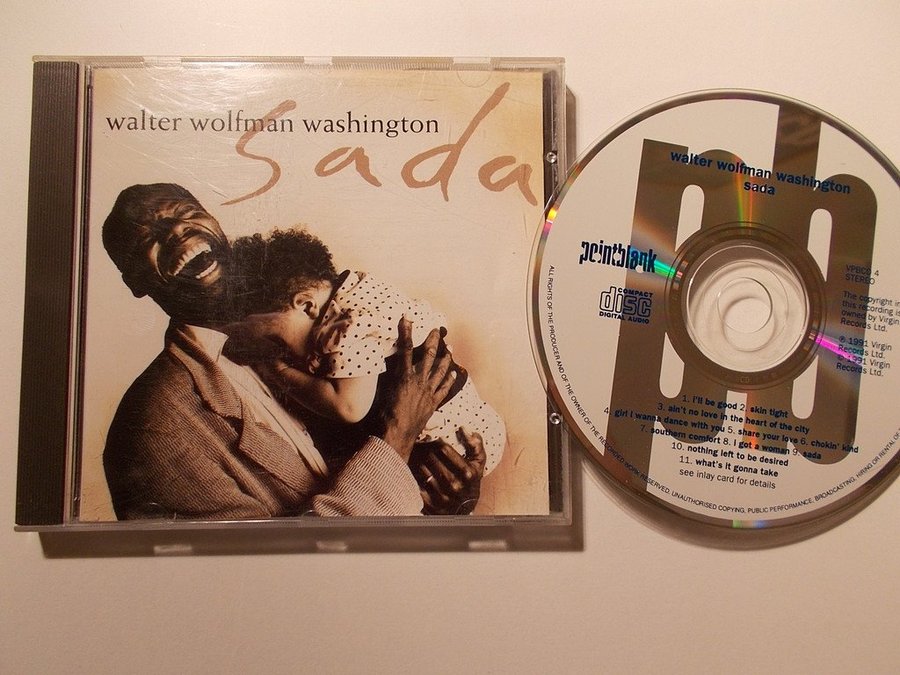 walter wolfman washington
sada
walter wolfman washington
sada
pointblank
COMPACT
disc
DIGITAL AUDIO
VPBCD 4
STEREO
The copyright in
this recording is
owned by Virgin
Records Ltd.
℗ 1991 Virgin
Records Ltd.
© 1991 Virgin
Records Ltd.
1. i'll be good 2. skin tight
3. ain't no love in the heart of the city
4. girl i wanna dance with you 5. share your love 6. chokin' kind
7. southern comfort 8. i got a woman 9. sada
10. nothing left to be desired
11. what's it gonna take
see inlay card for details
ALL RIGHTS OF THE PRODUCER AND OF THE OWNER OF THE RECORDED WORK RESERVED. UNAUTHORISED COPYING, PUBLIC PERFORMANCE, BROADCASTING, HIRING OR RENTAL OF